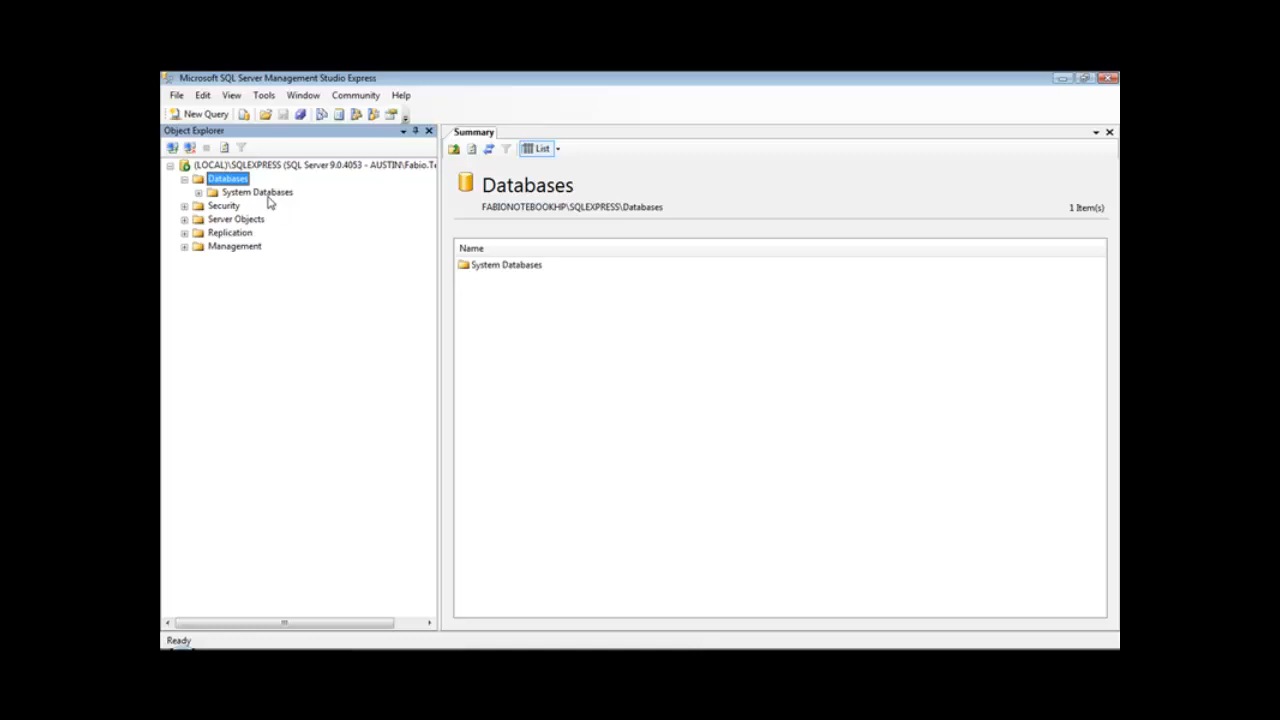 Microsoft SQL Server Management Studio Express
File Edit View Tools Window Community Help
New Query
Object Explorer
(LOCAL)\SQLEXPRESS (SQL Server 9.0.4053 - AUSTIN\Fabio.Te
Databases
System Databases
Security
Server Objects
Replication
Management
Summary
List
Databases
FABIONOTEBOOKHP\SQLEXPRESS\Databases
1 Item(s)
Name
System Databases
Ready